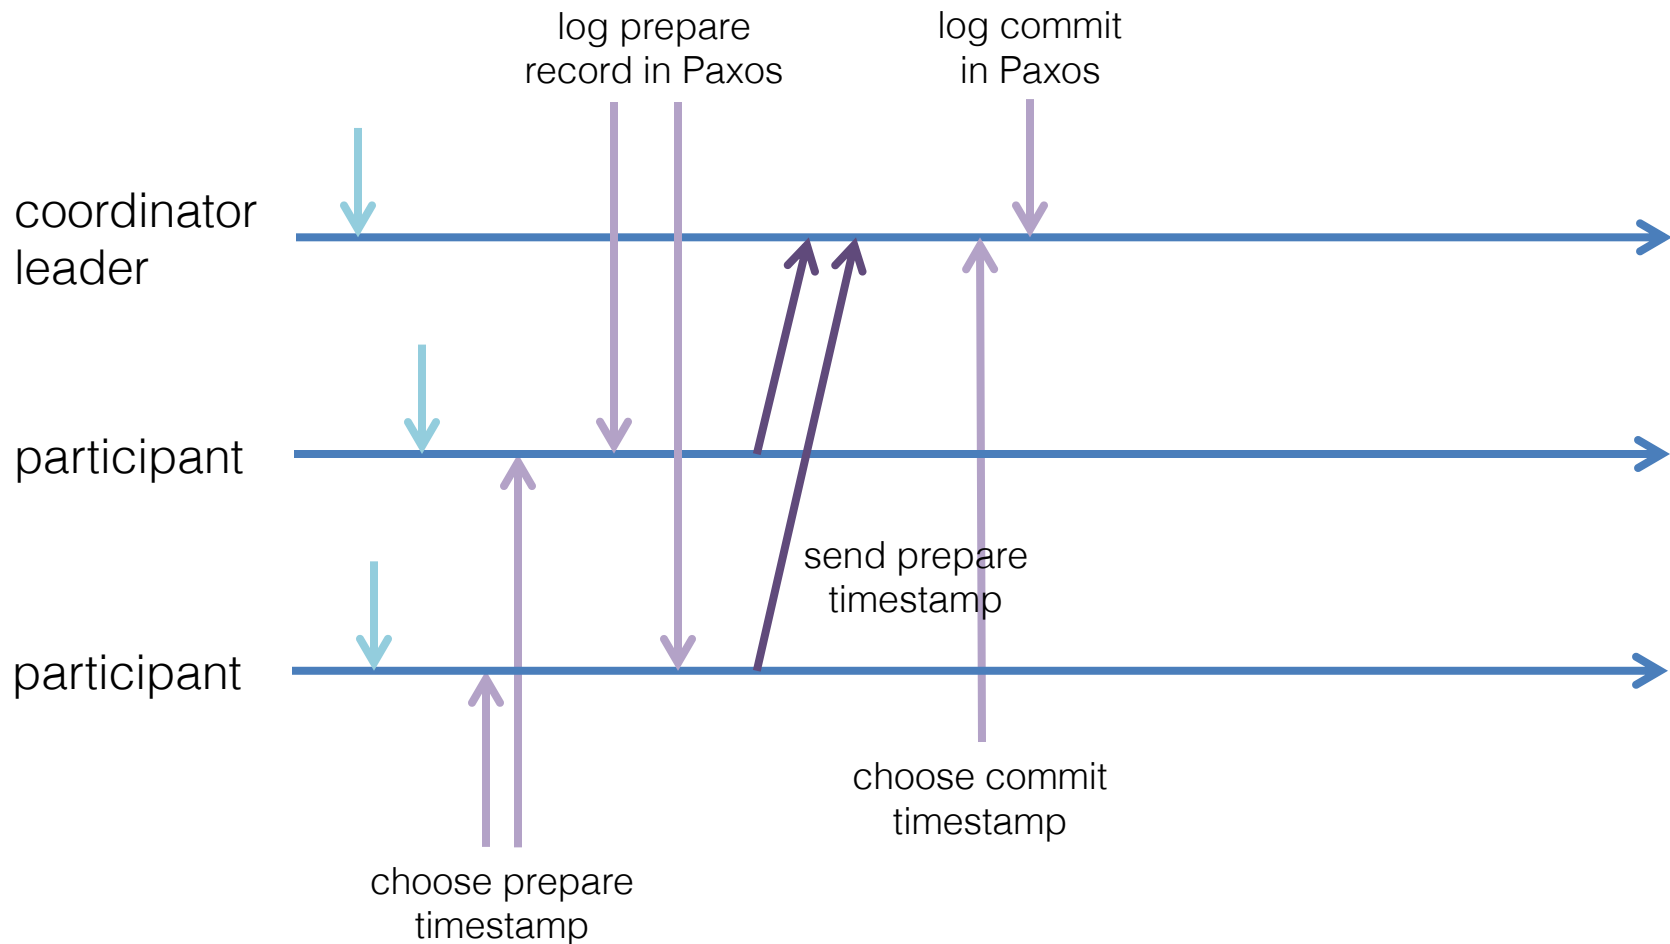 log prepare
record in Paxos
log commit
in Paxos
coordinator
leader
participant
send prepare
timestamp
participant
choose commit
timestamp
choose prepare
timestamp